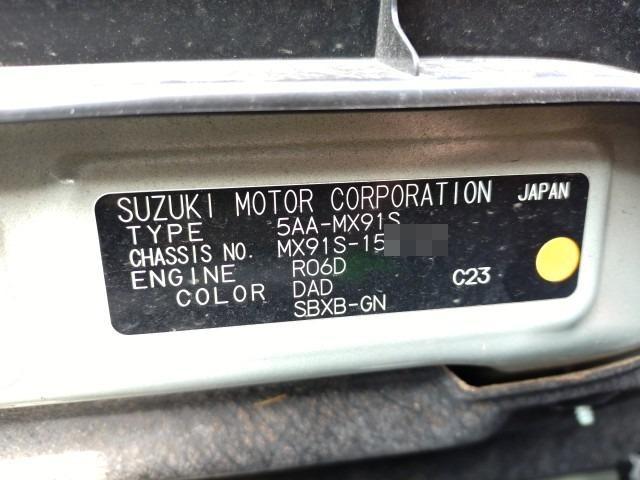 SUZUKI MOTOR CORPORATION JAPAN
TYPE 5AA-MX91S
CHASSIS NO. MX91S-15
ENGINE R06D
COLOR DAD C23
SBXB-GN